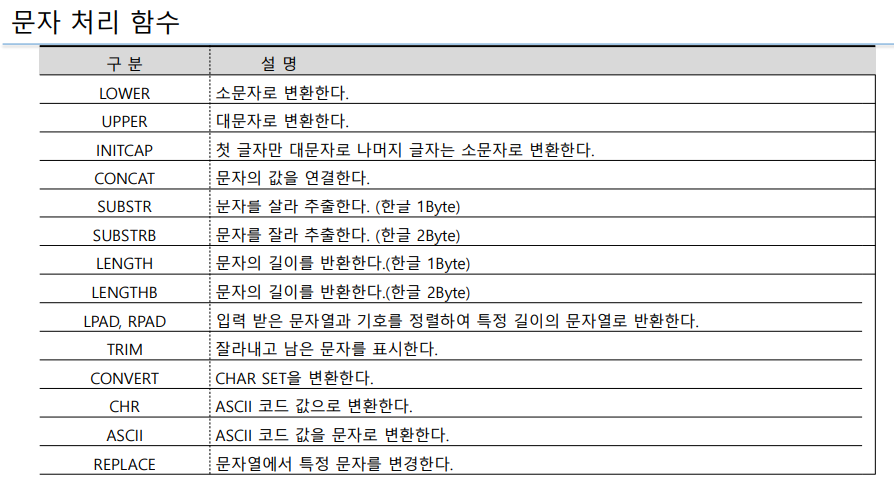 문자 처리 함수
구 분 설 명
LOWER 소문자로 변환한다.
UPPER 대문자로 변환한다.
INITCAP 첫 글자만 대문자로 나머지 글자는 소문자로 변환한다.
CONCAT 문자의 값을 연결한다.
SUBSTR 문자를 잘라 추출한다. (한글 1Byte)
SUBSTRB 문자를 잘라 추출한다. (한글 2Byte)
LENGTH 문자의 길이를 반환한다.(한글 1Byte)
LENGTHB 문자의 길이를 반환한다.(한글 2Byte)
LPAD, RPAD 입력 받은 문자열과 기호를 정렬하여 특정 길이의 문자열로 반환한다.
TRIM 잘라내고 남은 문자를 표시한다.
CONVERT CHAR SET을 변환한다.
CHR ASCII 코드 값으로 변환한다.
ASCII ASCII 코드 값을 문자로 변환한다.
REPLACE 문자열에서 특정 문자를 변경한다.